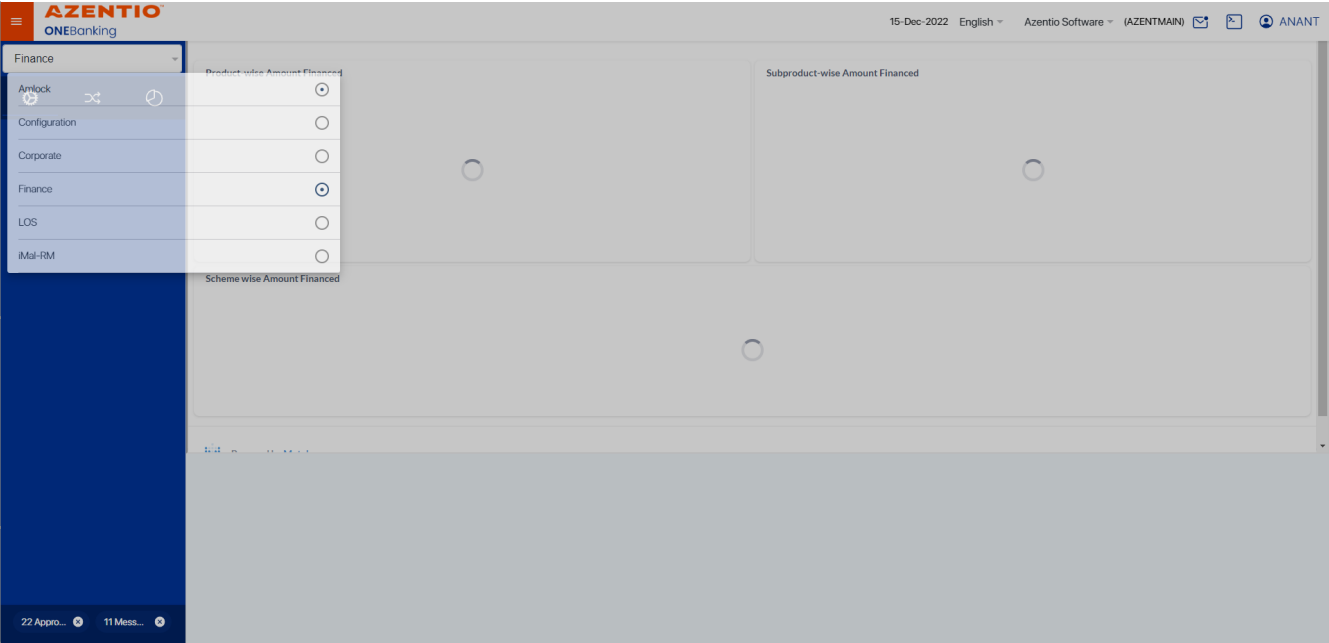 AZENTIO
ONEBanking
15-Dec-2022 English Azentio Software (AZENTMAIN) ANANT
Finance
Product-wise Amount Financed
Subproduct-wise Amount Financed
Amlock
Configuration
Corporate
Finance
LOS
iMal-RM
Scheme wise Amount Financed
22 Appro... 11 Mess...